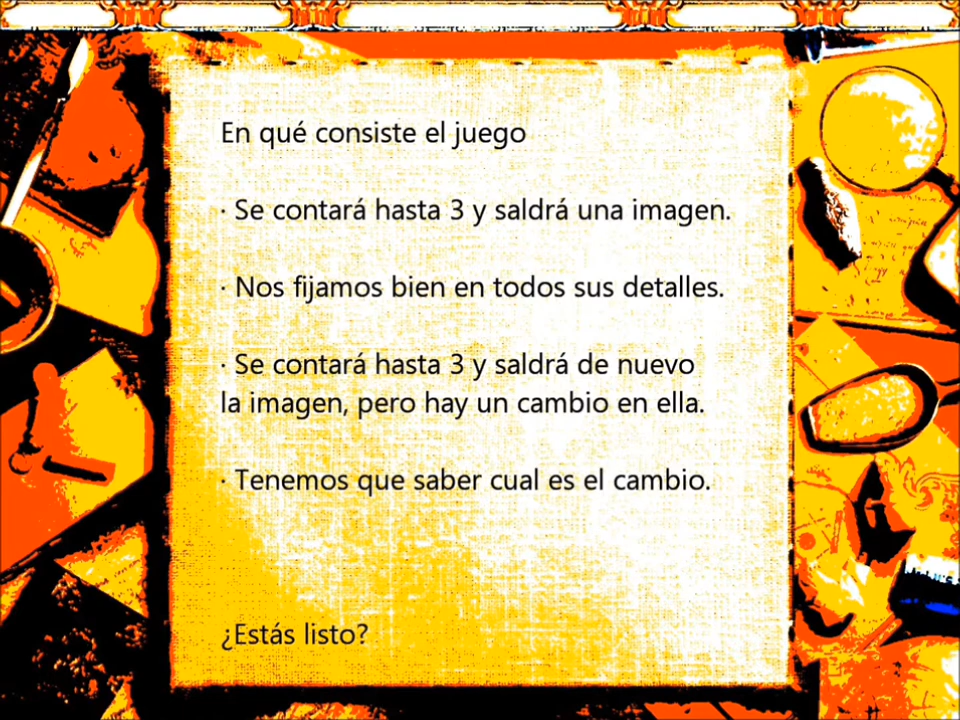 En qué consiste el juego
· Se contará hasta 3 y saldrá una imagen.
· Nos fijamos bien en todos sus detalles.
· Se contará hasta 3 y saldrá de nuevo
la imagen, pero hay un cambio en ella.
· Tenemos que saber cual es el cambio.
¿Estás listo?